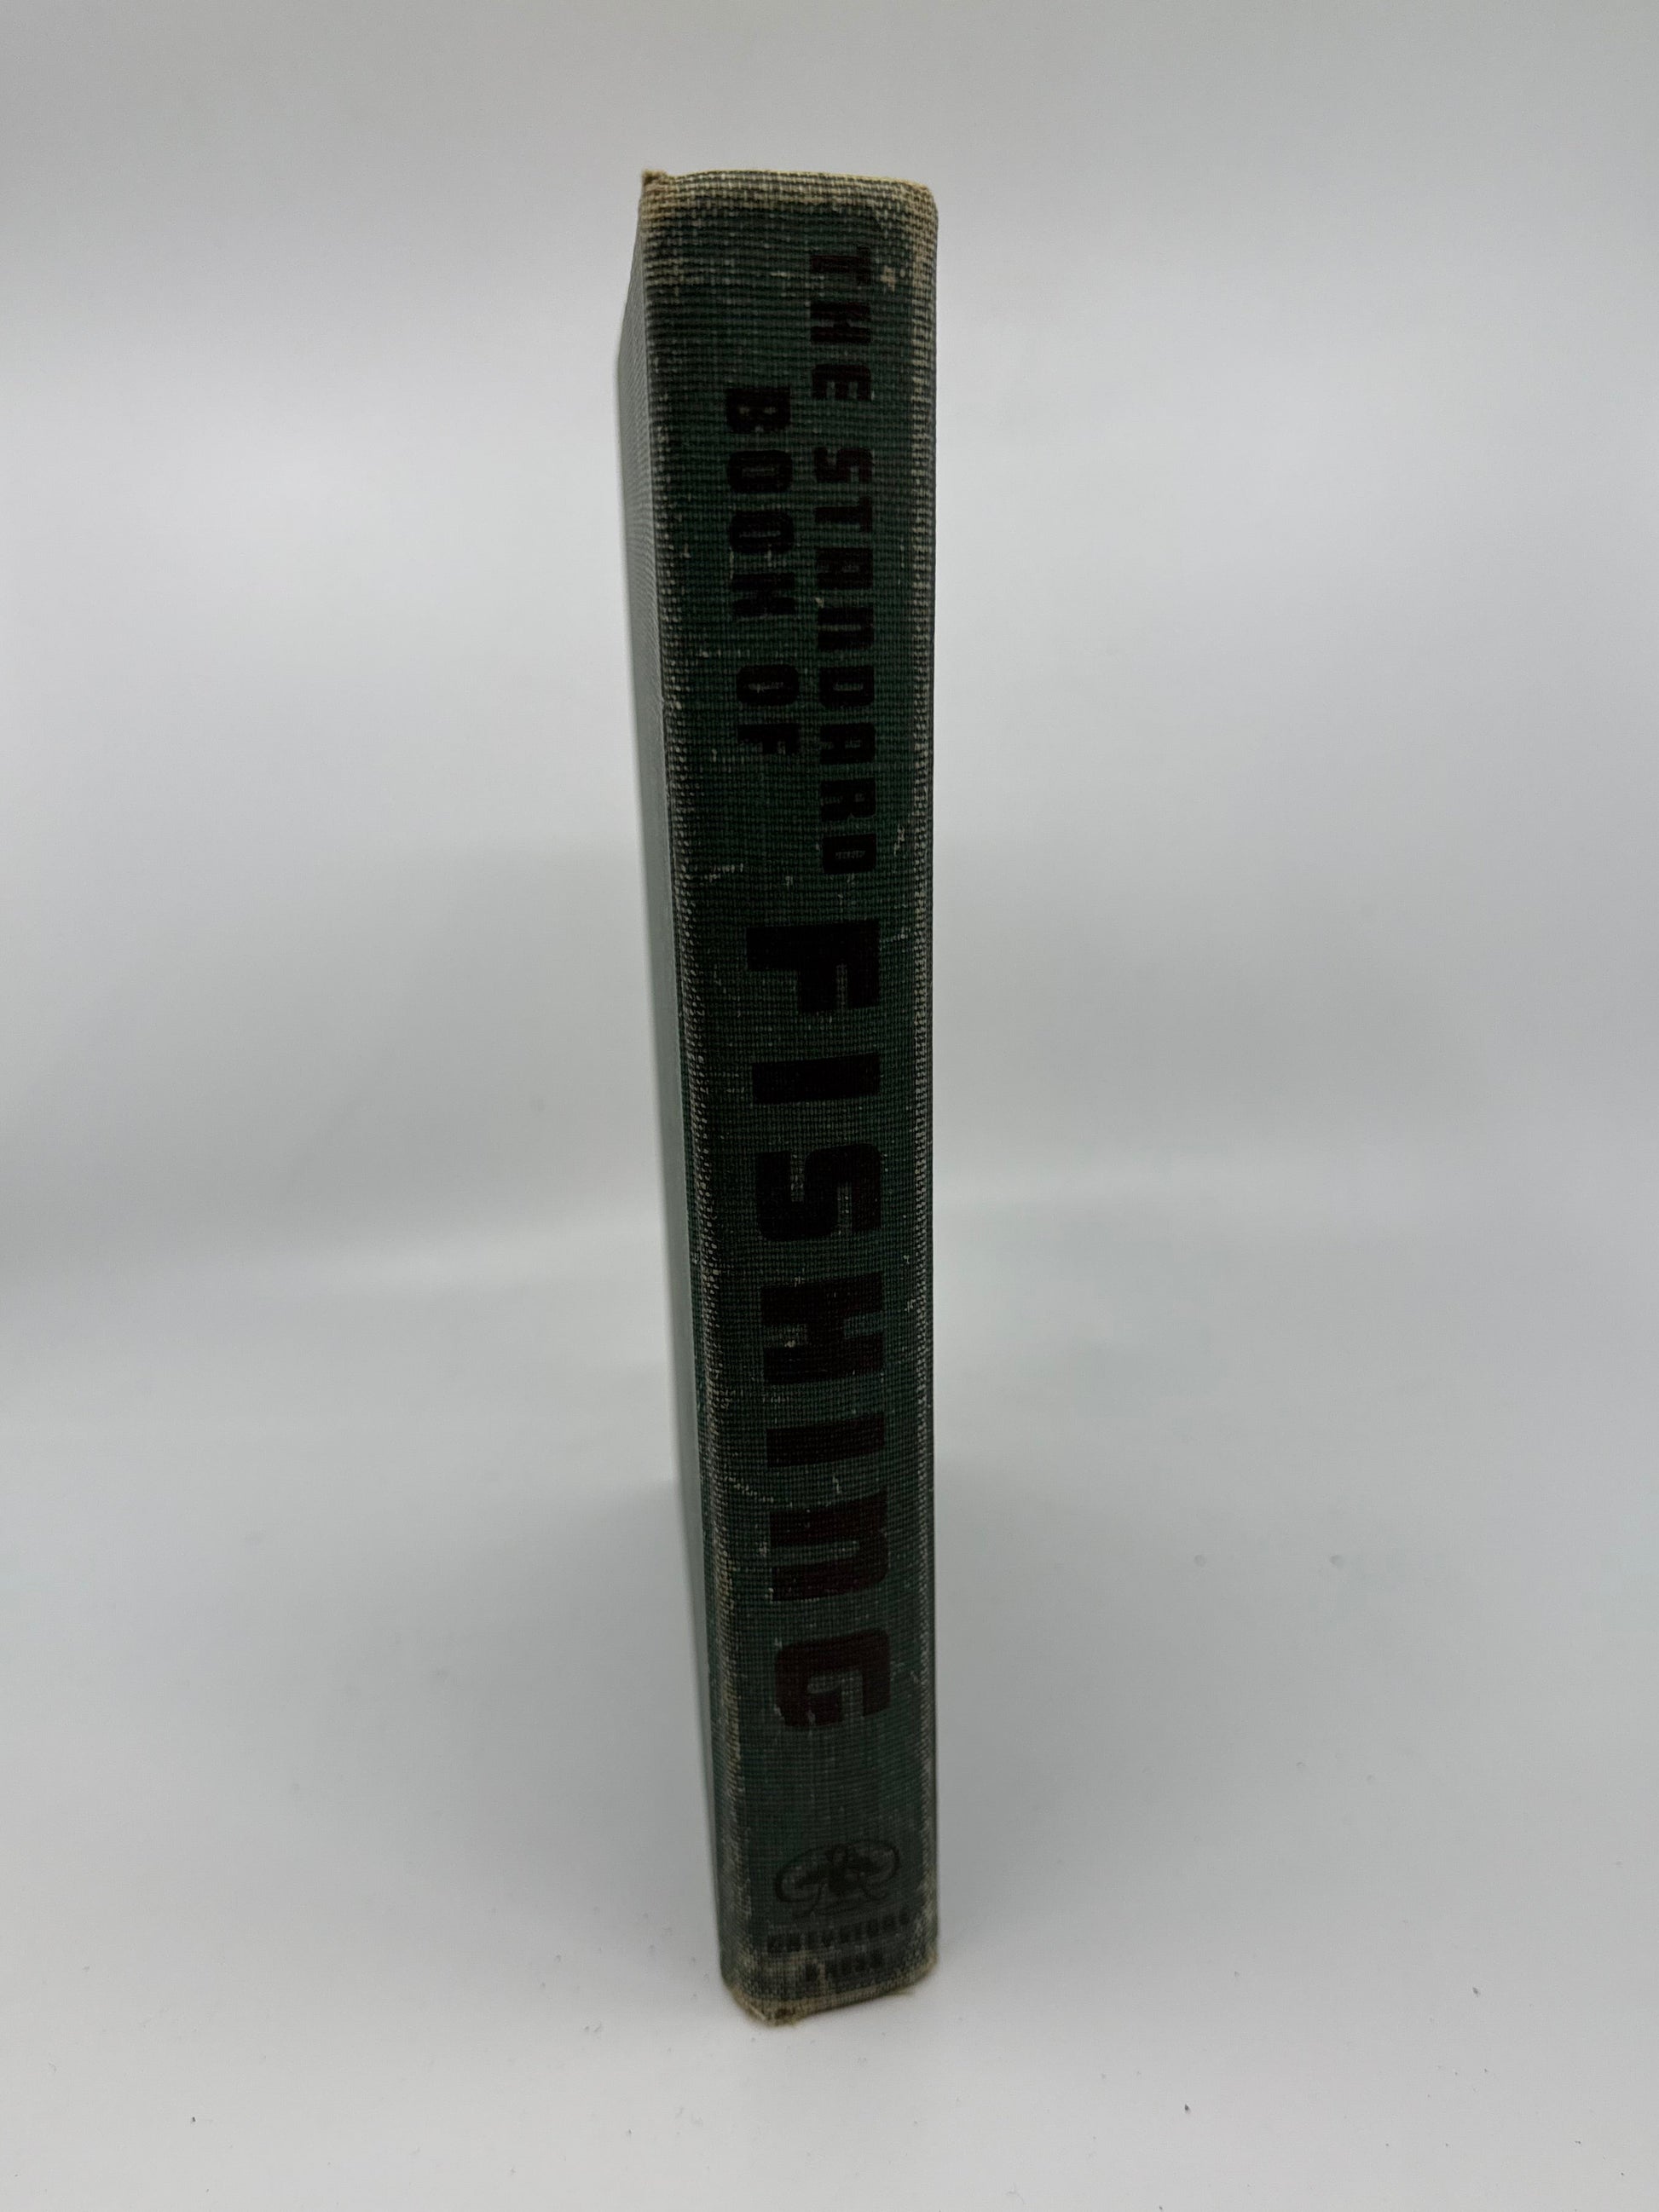 THE STANDARD
BOOK OF
FISHING
GREYSTONE
PRESS